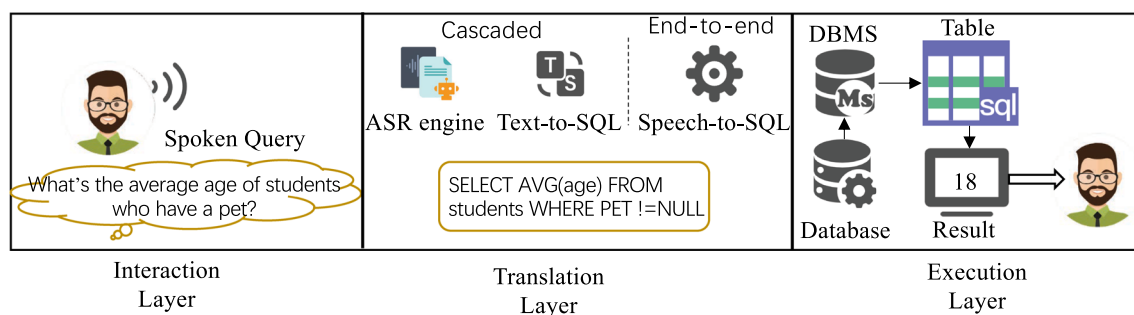 Spoken Query
What's the average age of students
who have a pet?
Interaction
Layer
Cascaded
End-to-end
T
S
ASR engine
Text-to-SQL
Speech-to-SQL
SELECT AVG(age) FROM
students WHERE PET !=NULL
Translation
Layer
DBMS
Table
Ms
sql
18
Database
Result
Execution
Layer